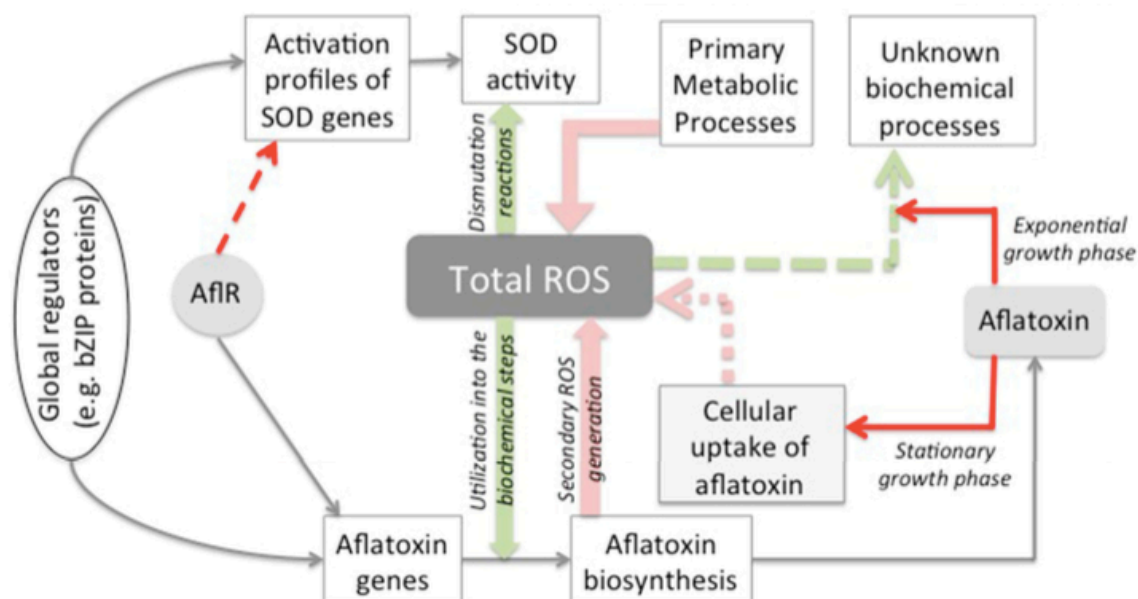 Activation
profiles of
SOD genes
SOD
activity
Primary
Metabolic
Processes
Unknown
biochemical
processes
Dismutation
reactions
Exponential
growth phase
Global regulators
(e.g. bZIP proteins)
AflR
Total ROS
Aflatoxin
Utilization into the
biochemical steps
Secondary ROS
generation
Cellular
uptake of
aflatoxin
Stationary
growth phase
Aflatoxin
genes
Aflatoxin
biosynthesis